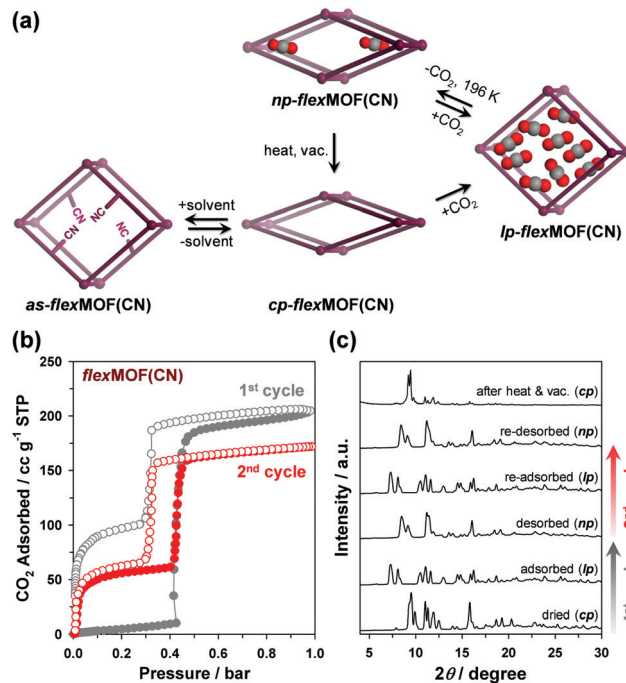 (a)
np-flexMOF(CN)
-CO₂, 196 K
+CO₂
heat, vac.
CN
NC
CN
NC
+solvent
-solvent
+CO₂
lp-flexMOF(CN)
as-flexMOF(CN)
cp-flexMOF(CN)
(b)
flexMOF(CN)
1st cycle
2nd cycle
CO₂ Adsorbed / cc g⁻¹ STP
250
200
150
100
50
0
0.0 0.2 0.4 0.6 0.8 1.0
Pressure / bar
(c)
after heat & vac. (cp)
re-desorbed (np)
re-adsorbed (lp)
desorbed (np)
adsorbed (lp)
dried (cp)
Intensity / a.u.
5 10 15 20 25 30
2θ / degree